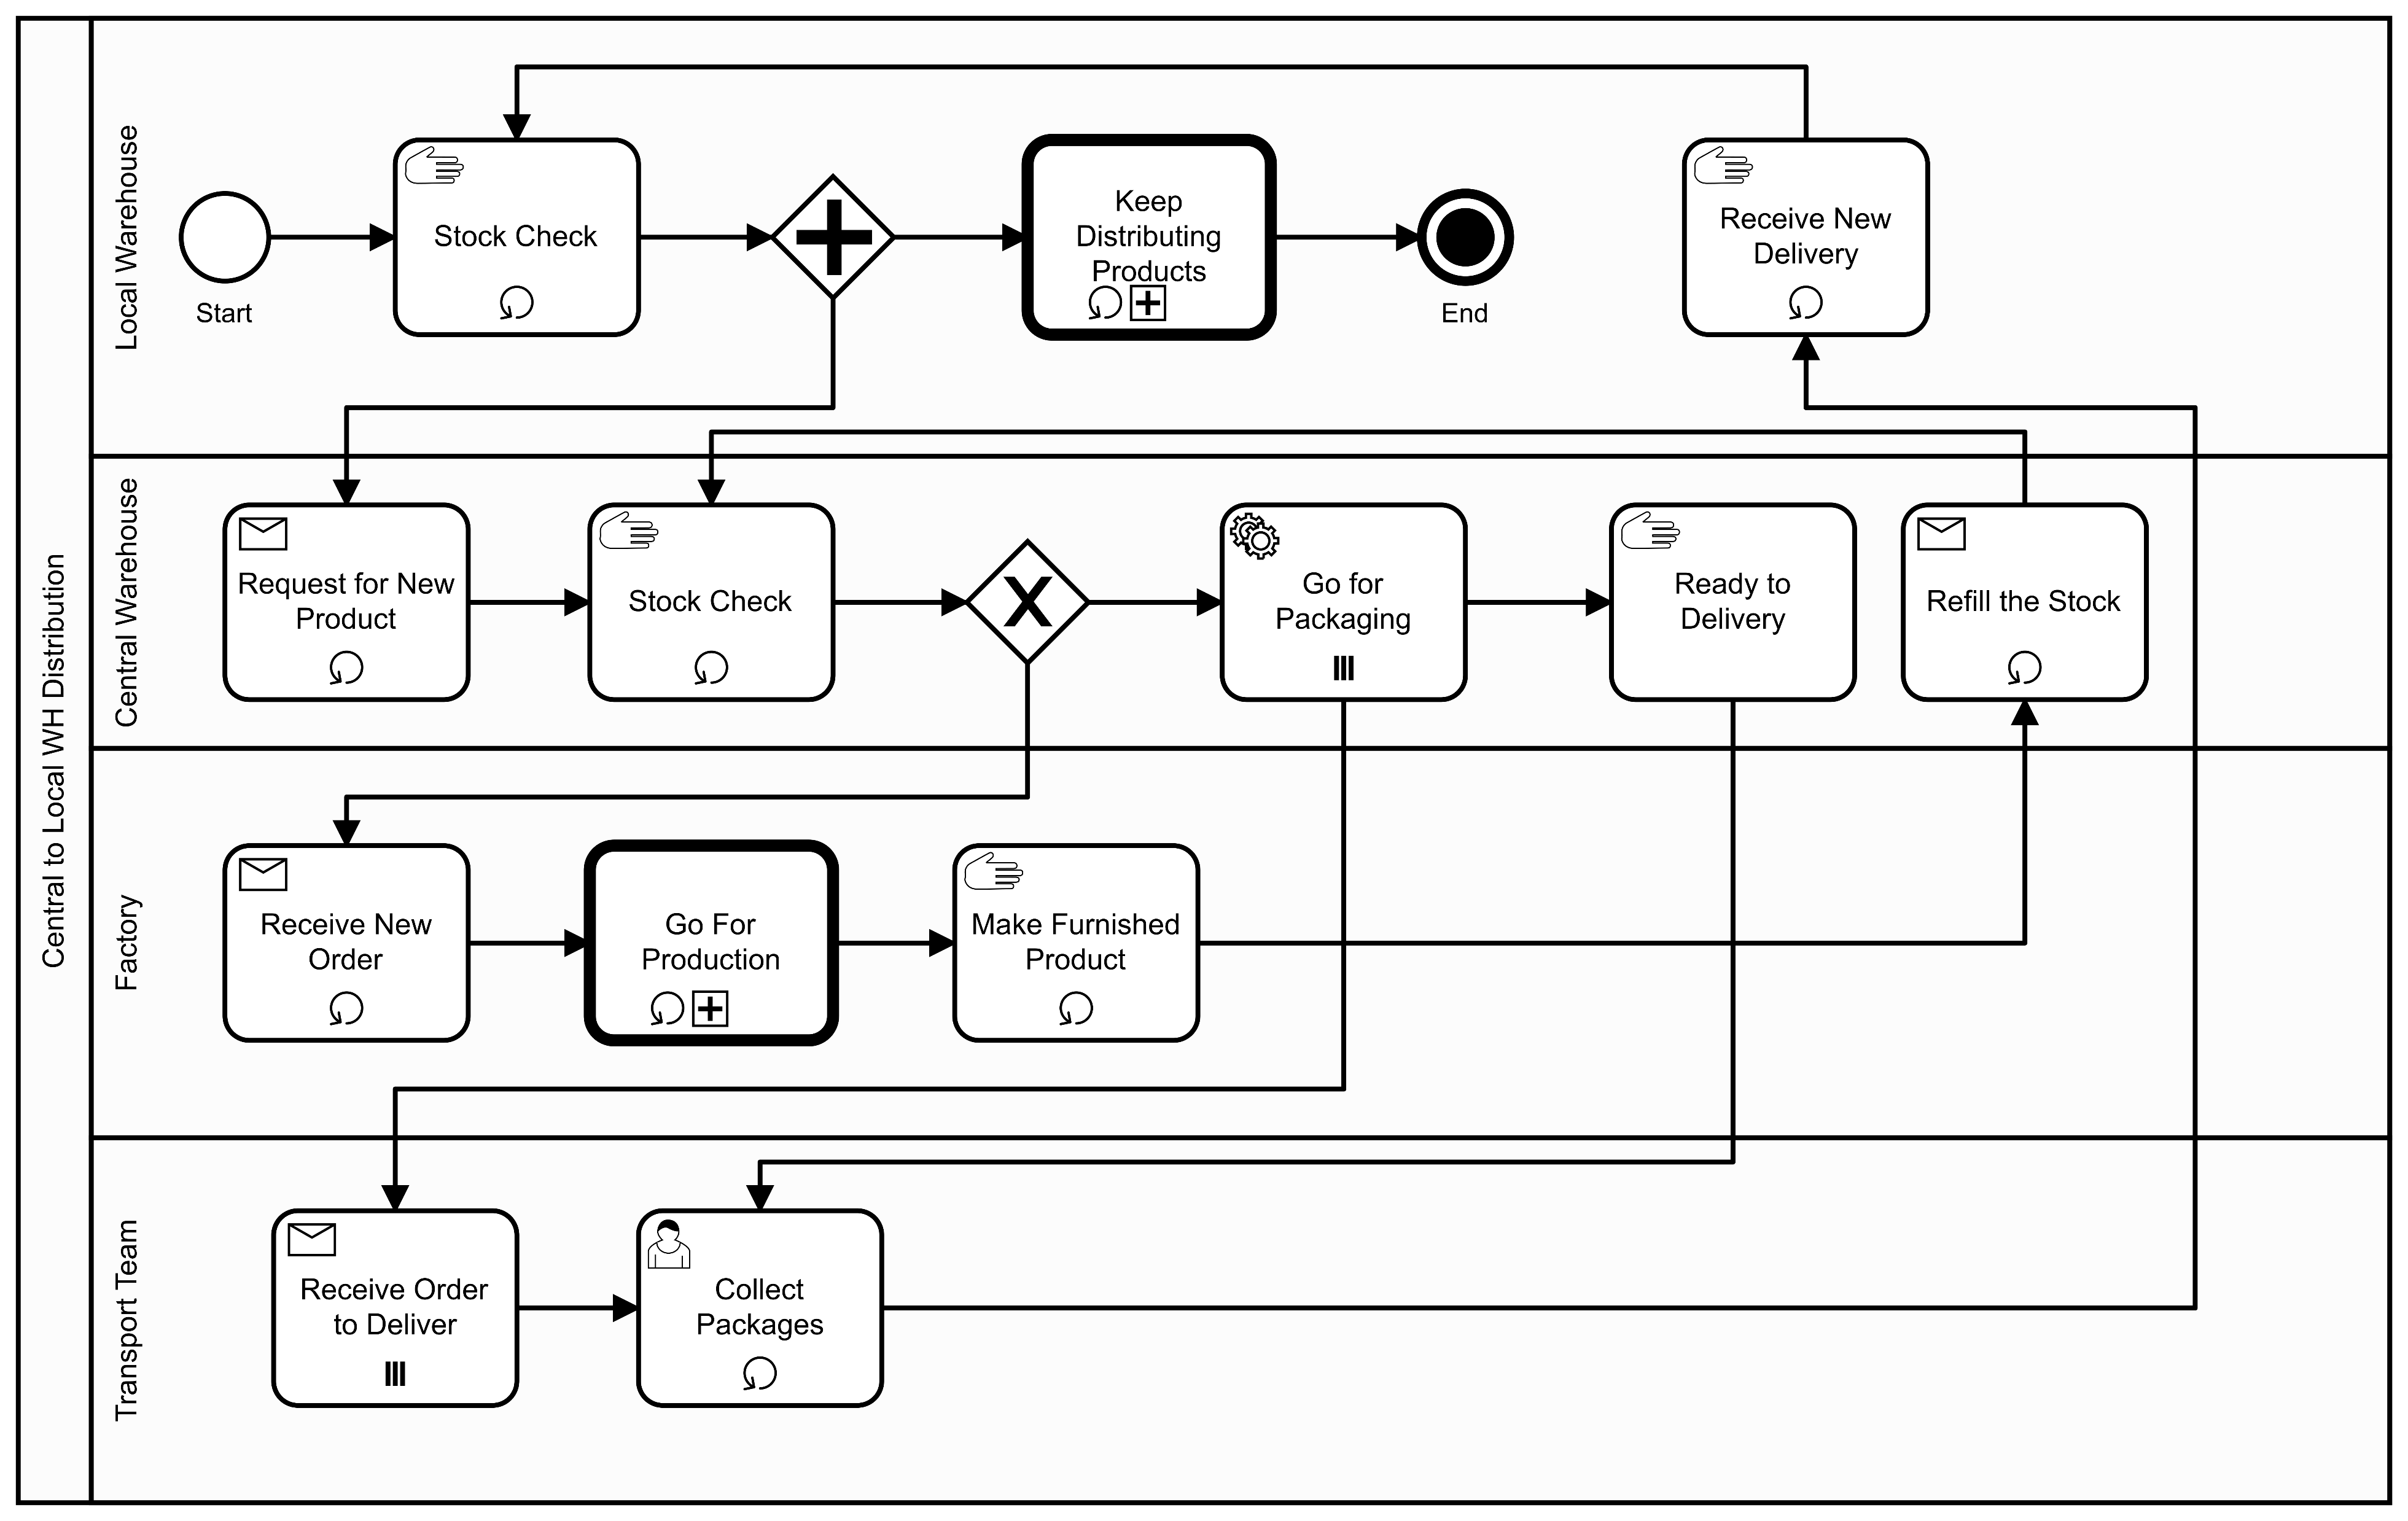 Central to Local WH Distribution
Local Warehouse
Start
Stock Check
Keep
Distributing
Products
End
Receive New
Delivery
Central Warehouse
Request for New
Product
Stock Check
X
Go for
Packaging
Ready to
Delivery
Refill the Stock
Factory
Receive New
Order
Go For
Production
Make Furnished
Product
Transport Team
Receive Order
to Deliver
Collect
Packages